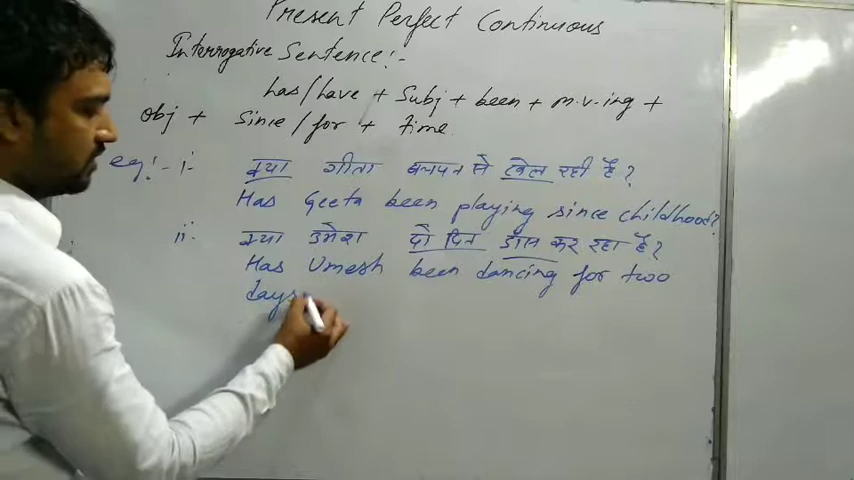 Present Perfect Continuous
Interrogative Sentence:-
has/have + Subj + been + m.v-ing +
obj + Since/for + time.
eg:- i- क्या गीता बचपन से खेल रही है?
Has Geeta been playing since childhood?
ii- क्या उमेश दो दिन डांस कर रहा है?
Has Umesh been dancing for two
days